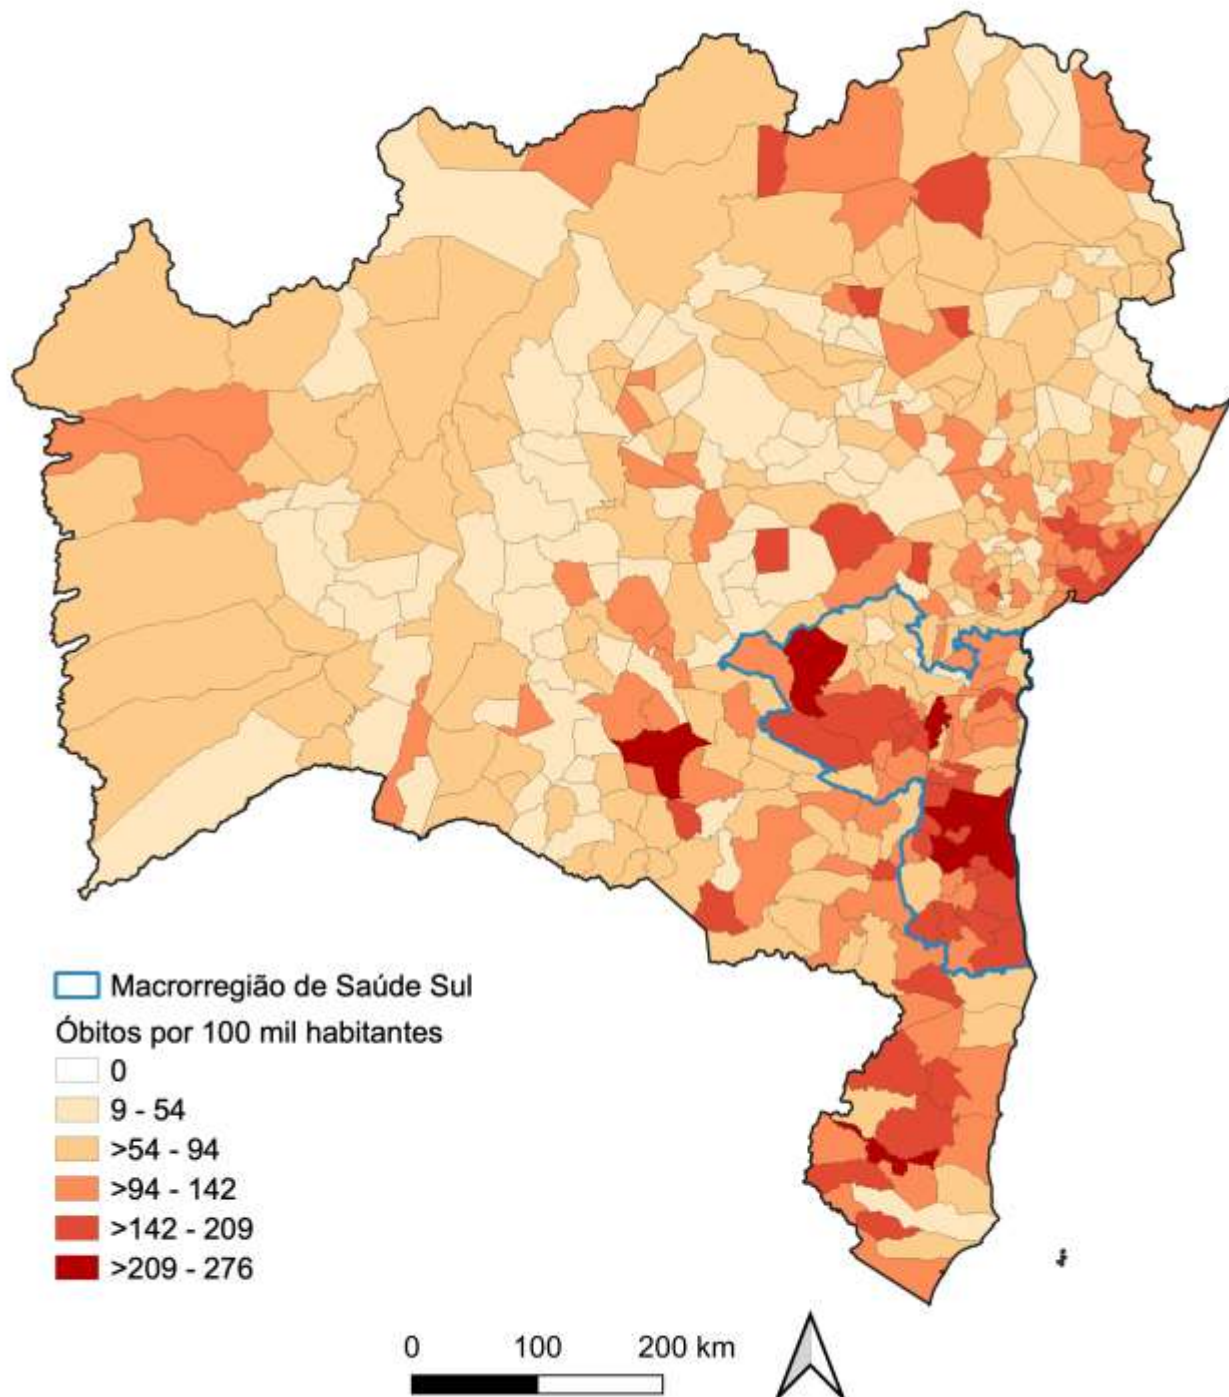 Macrorregião de Saúde Sul
Óbitos por 100 mil habitantes
0
9 - 54
>54 - 94
>94 - 142
>142 - 209
>209 - 276
0 100 200 km